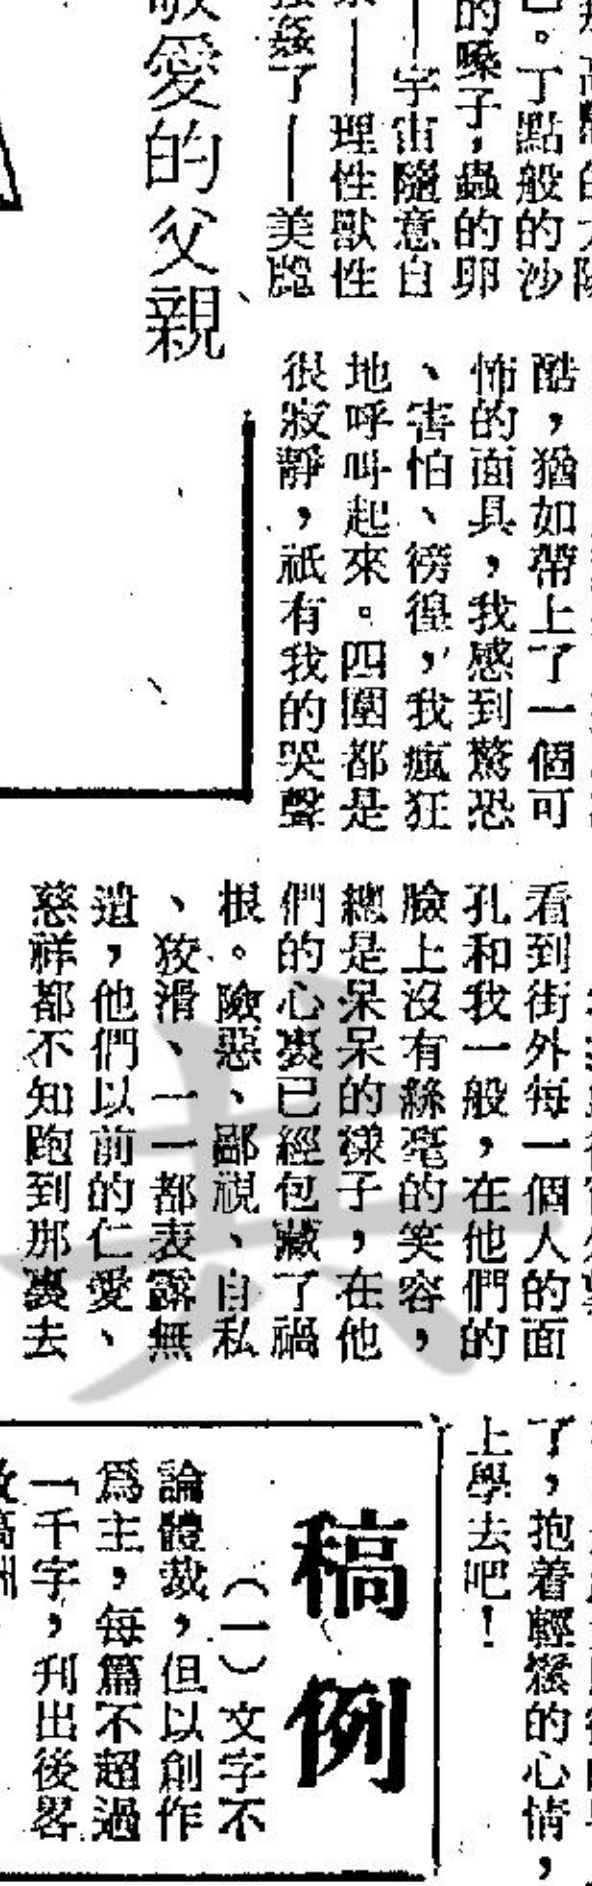 丁點般的沙
的嗓子，蟲的卵
——宇宙隨意自
——理性獸性
姦了——美
敬愛的父親
酷，猶如帶上了一個可
怖的面具，我感到驚恐
、害怕、徬徨，我瘋狂
地呼叫起來。四圍都是
很寂靜，祇有我的哭聲
看到街外每一個人的面
孔和我一般，在他們的
臉上沒有絲毫的笑容，
總是呆呆的樣子，在他
們的心裏已經包藏了禍
根。險惡、鄙視、自私
、狡滑、一一都表露無
遺，他們以前的仁愛、
慈祥都不知跑到那裏去
了，抱着輕鬆的心情，
上學去吧！
稿例
（一）文字不
論體裁，但以創作
爲主，每篇不超過
一千字，刋出後畧
共